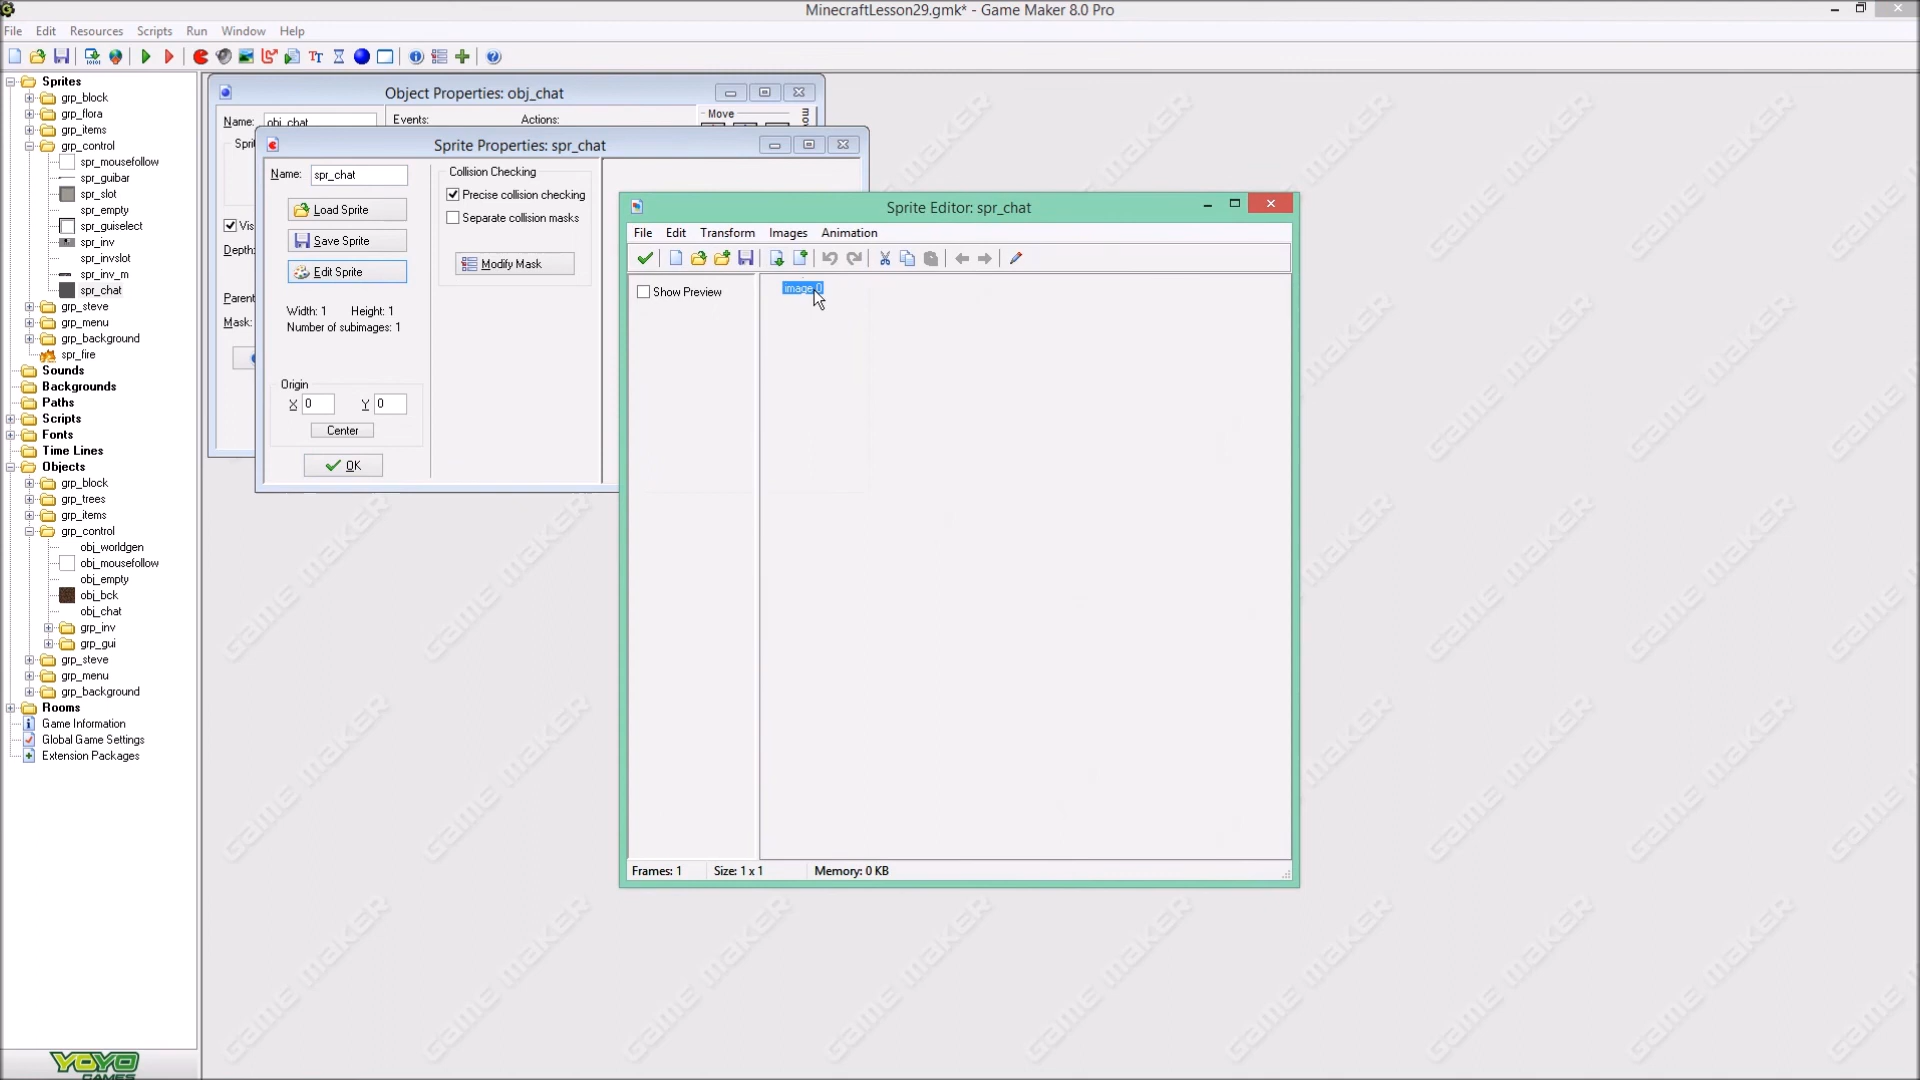 MinecraftLesson29.gmk* - Game Maker 8.0 Pro
File Edit Resources Scripts Run Window Help
Sprites
grp_block
grp_flora
grp_items
grp_control
spr_mousefollow
spr_guibar
spr_slot
spr_empty
spr_guiselect
spr_inv
spr_invslot
spr_inv_m
spr_chat
grp_steve
grp_menu
grp_background
spr_fire
Sounds
Backgrounds
Paths
Scripts
Fonts
Time Lines
Objects
grp_block
grp_trees
grp_items
grp_control
obj_worldgen
obj_mousefollow
obj_empty
obj_bck
obj_chat
grp_inv
grp_gui
grp_steve
grp_menu
grp_background
Rooms
Game Information
Global Game Settings
Extension Packages
YOYO GAMES
Object Properties: obj_chat
Name: obj_chat
Events:
Actions:
Move
Depth:
Mask:
Sprite Properties: spr_chat
Name: spr_chat
Load Sprite
Save Sprite
Edit Sprite
Width: 1 Height: 1
Number of subimages: 1
Origin
X 0 Y 0
Center
OK
Collision Checking
Precise collision checking
Separate collision masks
Modify Mask
Sprite Editor: spr_chat
File Edit Transform Images Animation
Show Preview
image 0
Frames: 1 Size: 1 x 1 Memory: 0 KB
GAME MAKER